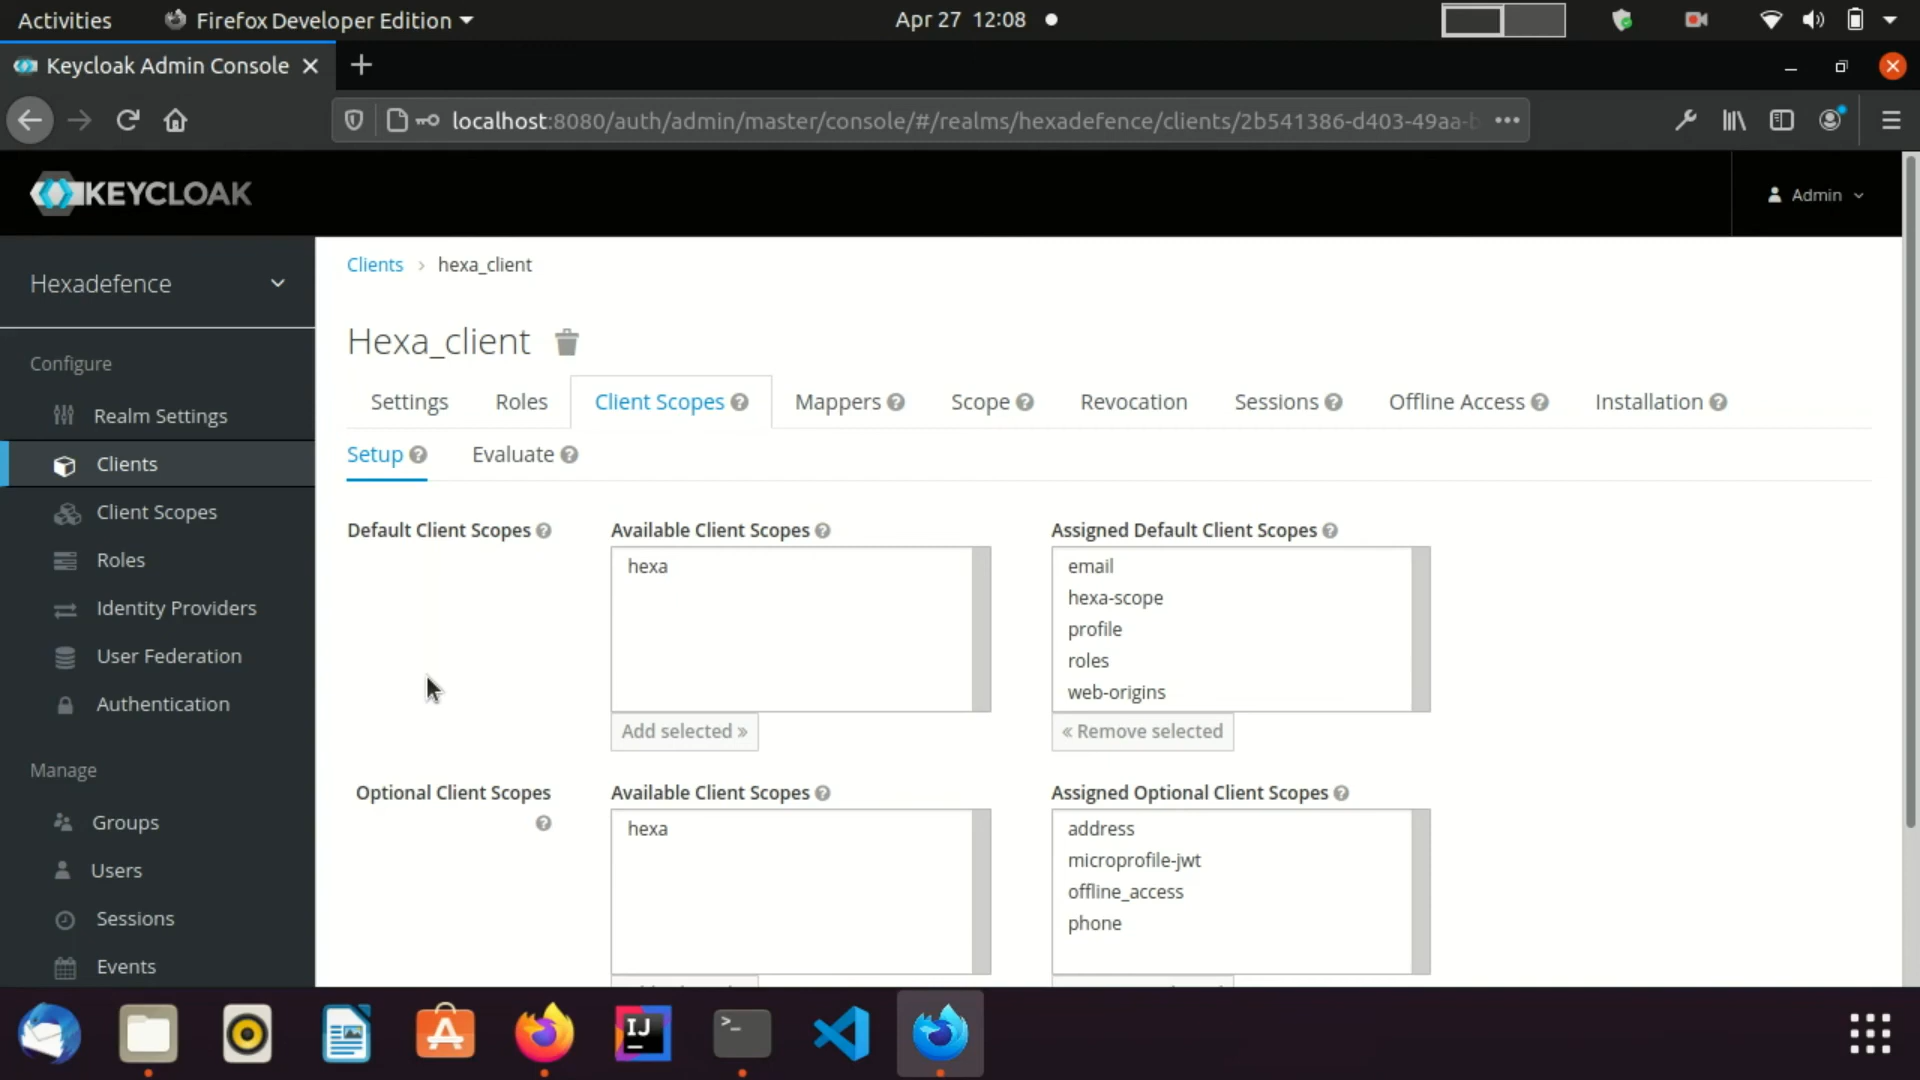 Activities
Firefox Developer Edition
Apr 27 12:08
Keycloak Admin Console
localhost:8080/auth/admin/master/console/#/realms/hexadefence/clients/2b541386-d403-49aa-
KEYCLOAK
Admin
Hexadefence
Clients > hexa_client
Hexa_client
Configure
Realm Settings
Clients
Client Scopes
Roles
Identity Providers
User Federation
Authentication
Manage
Groups
Users
Sessions
Events
Settings
Roles
Client Scopes
Mappers
Scope
Revocation
Sessions
Offline Access
Installation
Setup
Evaluate
Default Client Scopes
Available Client Scopes
hexa
Add selected »
Assigned Default Client Scopes
email
hexa-scope
profile
roles
web-origins
« Remove selected
Optional Client Scopes
Available Client Scopes
hexa
Assigned Optional Client Scopes
address
microprofile-jwt
offline_access
phone
IJ